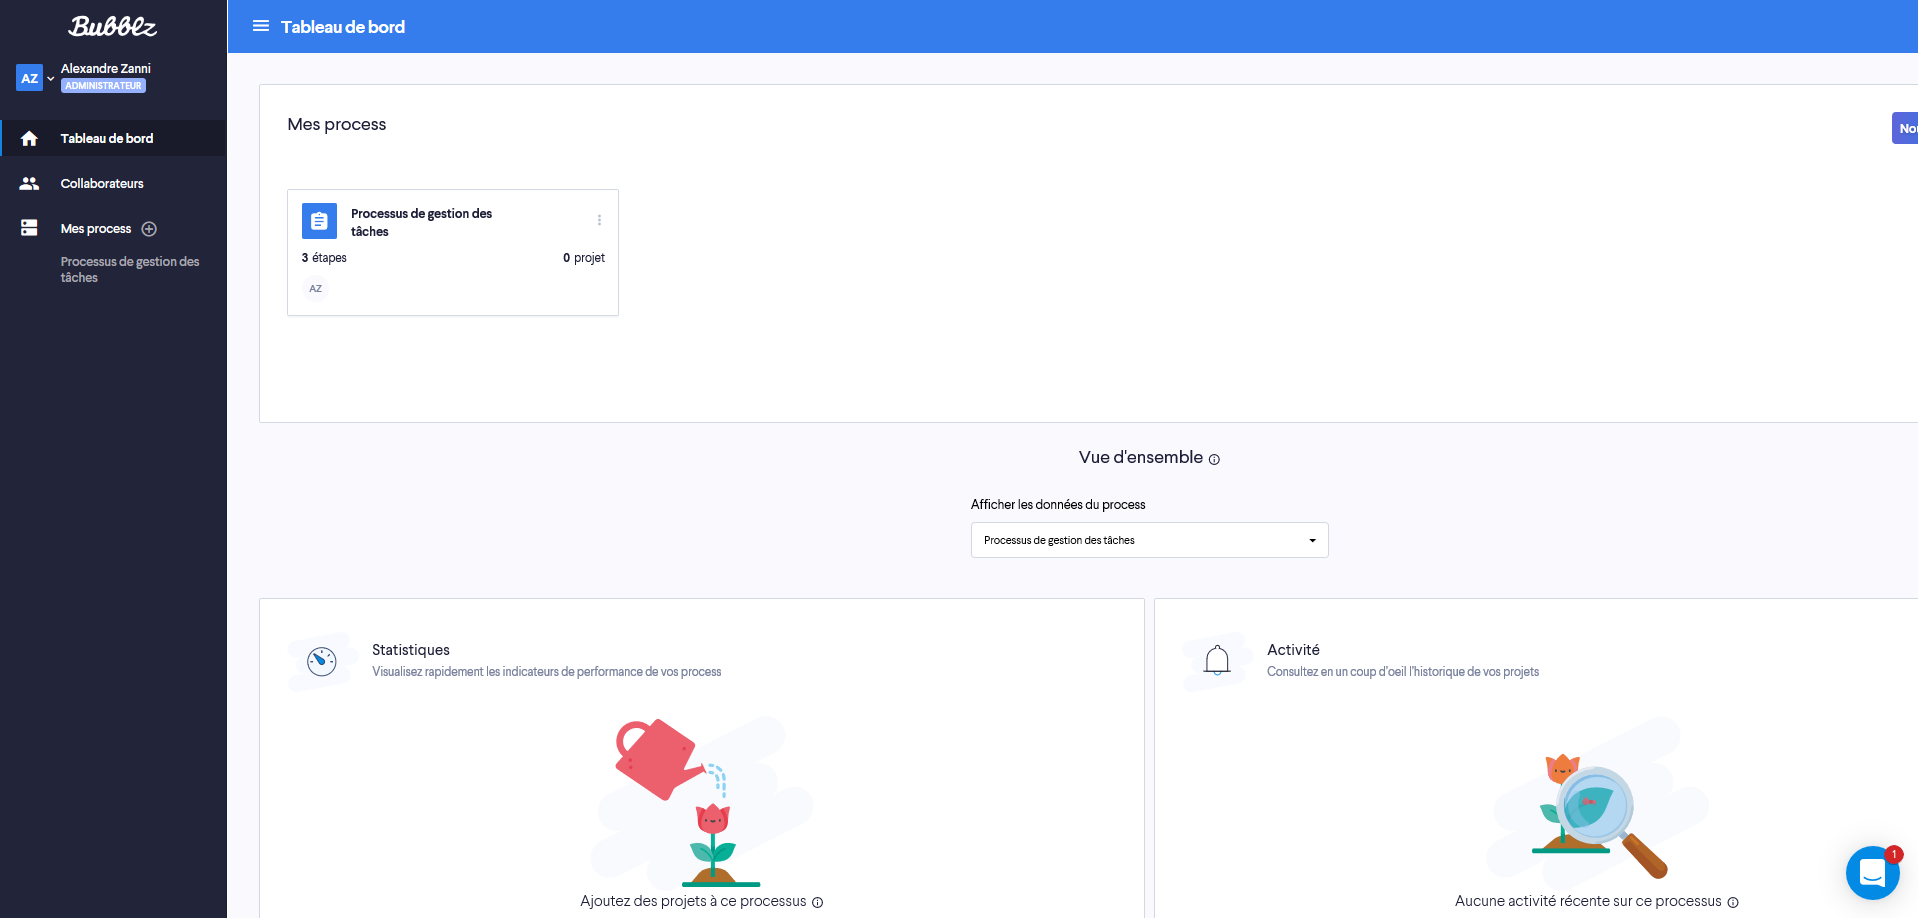 Bubblz
AZ
Alexandre Zanni
ADMINISTRATEUR
Tableau de bord
Collaborateurs
Mes process
Processus de gestion des
tâches
Tableau de bord
Mes process
Processus de gestion des
tâches
3 étapes
0 projet
AZ
Vue d'ensemble
Afficher les données du process
Processus de gestion des tâches
Statistiques
Visualisez rapidement les indicateurs de performance de vos process
Ajoutez des projets à ce processus
Activité
Consultez en un coup d'oeil l'historique de vos projets
Aucune activité récente sur ce processus
1